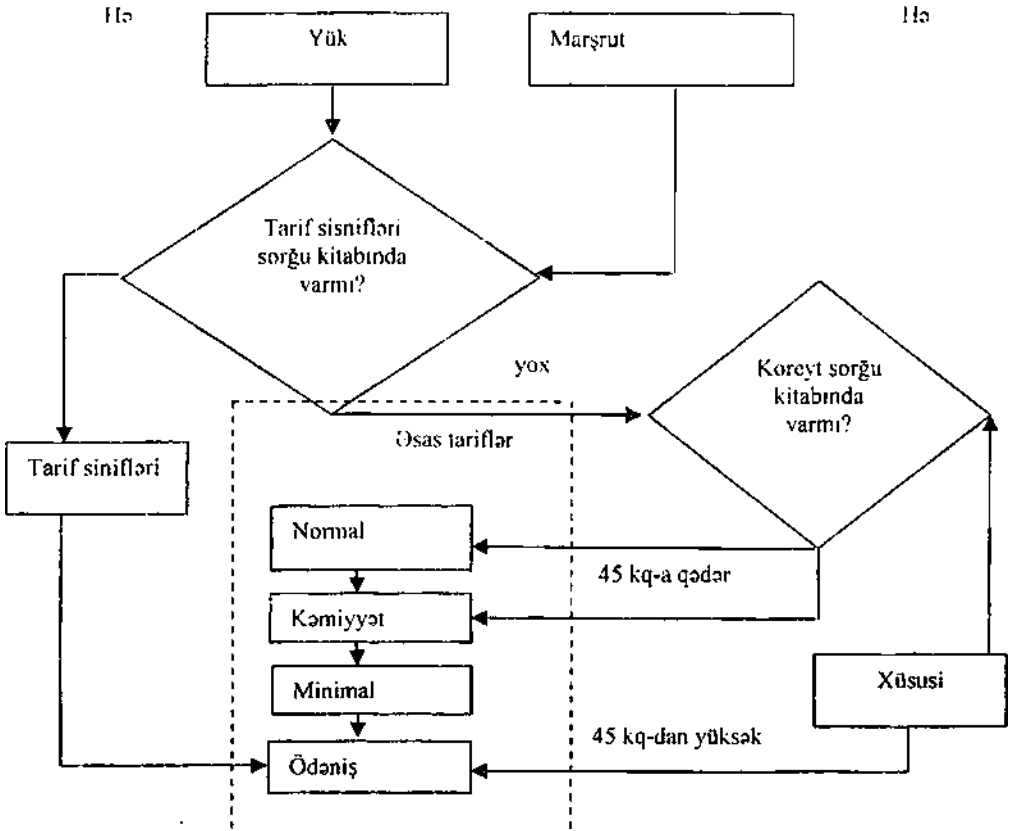 Hə
Yük
Marşrut
Hə
Tarif sisnifləri
sorğu kitabında
varmı?
yox
Koreyt sorğu
kitabında
varmı?
Əsas tariflər
Tarif sinifləri
Normal
45 kq-a qədər
Kəmiyyət
Minimal
Xüsusi
45 kq-dan yüksək
Ödəniş